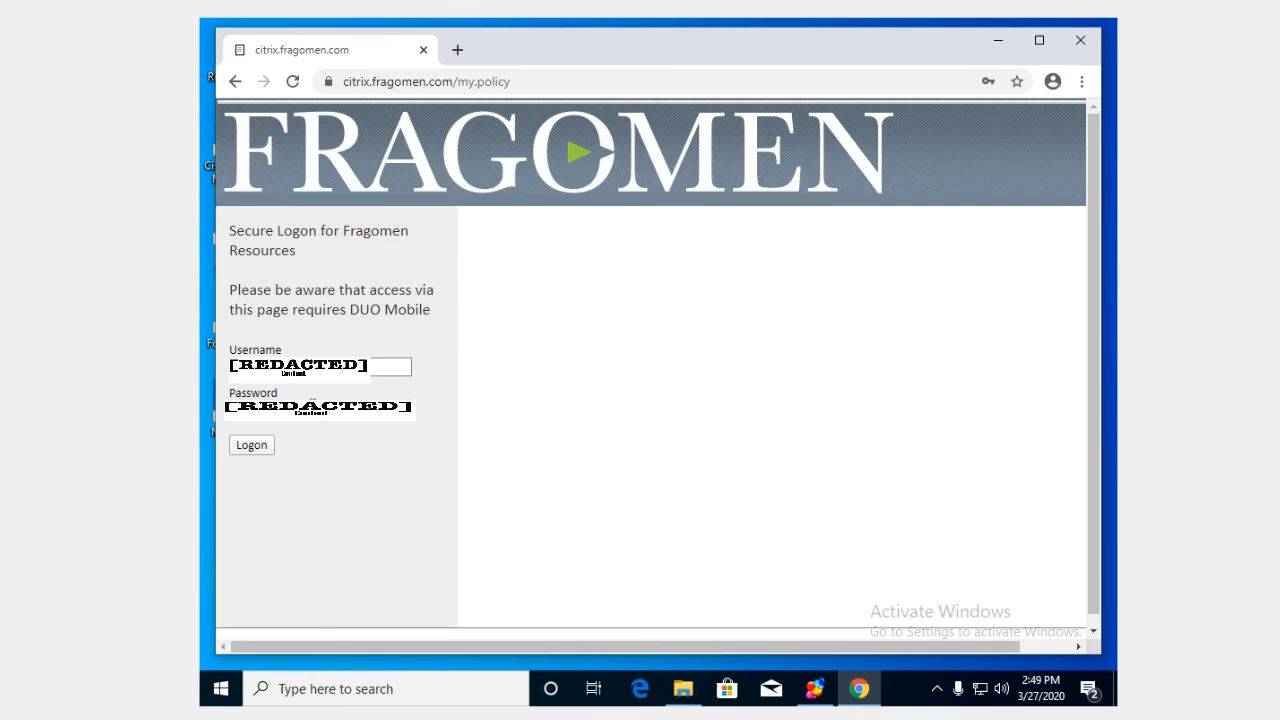 citrix.fragomen.com
citrix.fragomen.com/my.policy
FRAGOMEN
Secure Logon for Fragomen
Resources
Please be aware that access via
this page requires DUO Mobile
Username
[REDACTED]
Password
[REDACTED]
Logon
Activate Windows
Go to Settings to activate Windows.
Type here to search
2:49 PM
3/27/2020
2